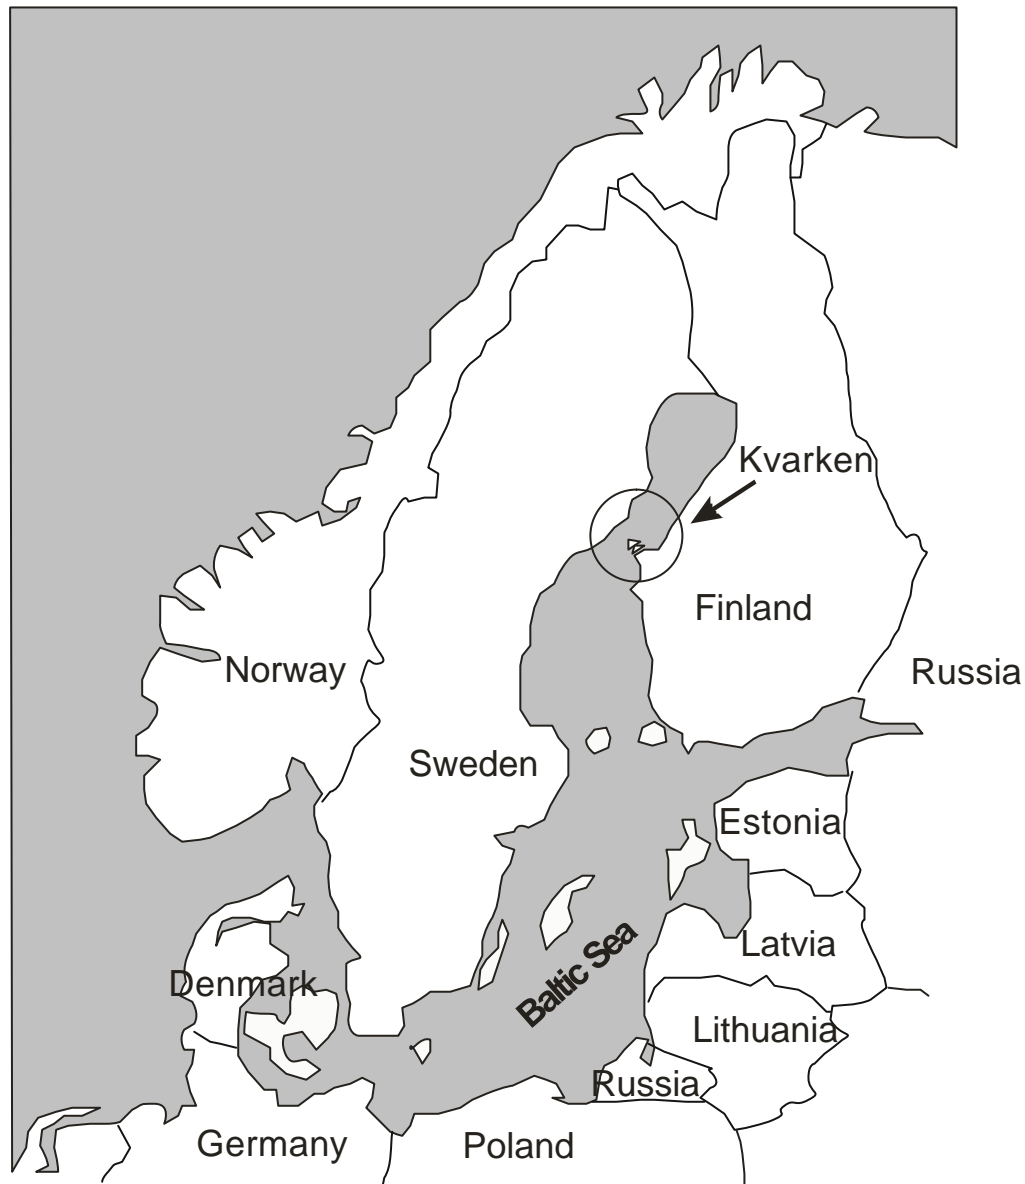 Kvarken
Finland
Norway
Russia
Sweden
Estonia
Baltic Sea
Latvia
Denmark
Lithuania
Russia
Germany
Poland